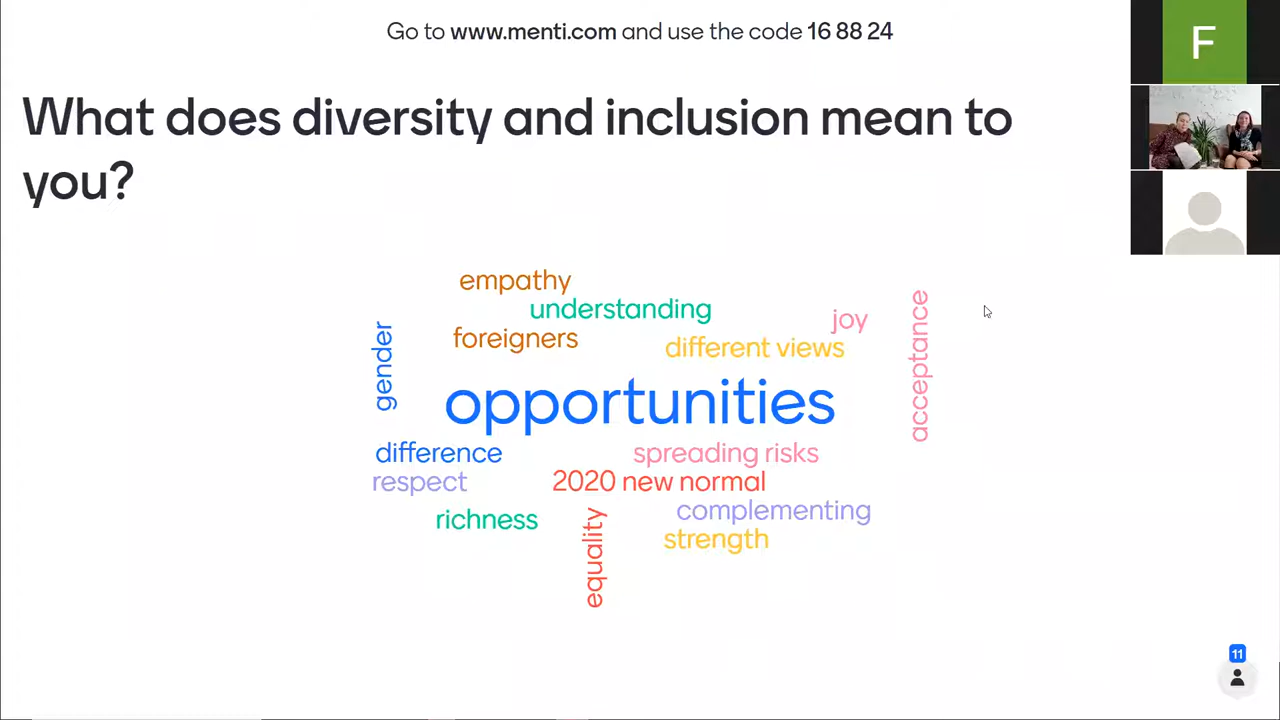 Go to www.menti.com and use the code 16 88 24
F
What does diversity and inclusion mean to
you?
empathy
understanding
joy
acceptance
gender
foreigners
different views
opportunities
difference
spreading risks
respect
2020 new normal
complementing
richness
equality
strength
11